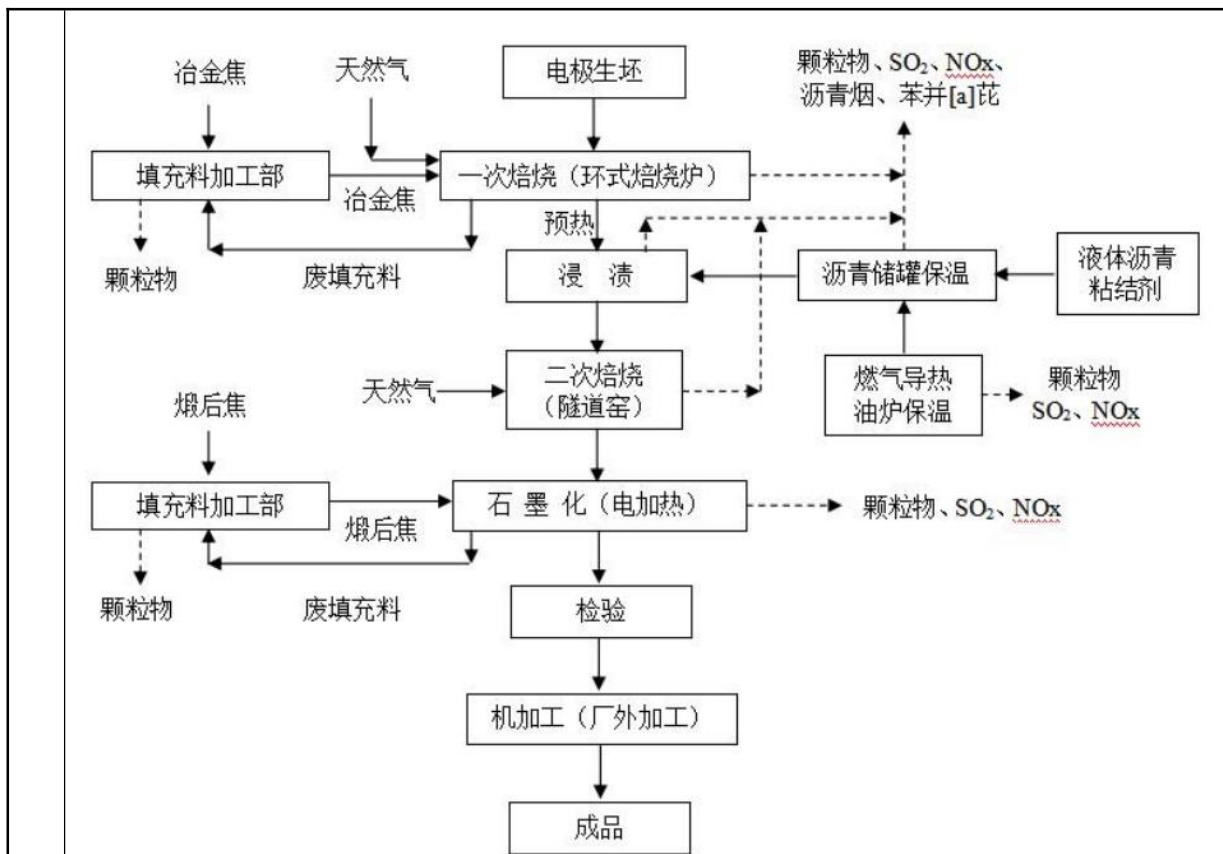 冶金焦
天然气
电极生坯
颗粒物、SO₂、NOx、
沥青烟、苯并[a]芘
填充料加工部
冶金焦
一次焙烧（环式焙烧炉）
预热
颗粒物
废填充料
浸 渍
沥青储罐保温
液体沥青
粘结剂
天然气
二次焙烧
（隧道窑）
燃气导热
油炉保温
颗粒物
SO₂、NOx
煅后焦
填充料加工部
煅后焦
石 墨 化（电加热）
颗粒物、SO₂、NOx
颗粒物
废填充料
检验
机加工（厂外加工）
成品